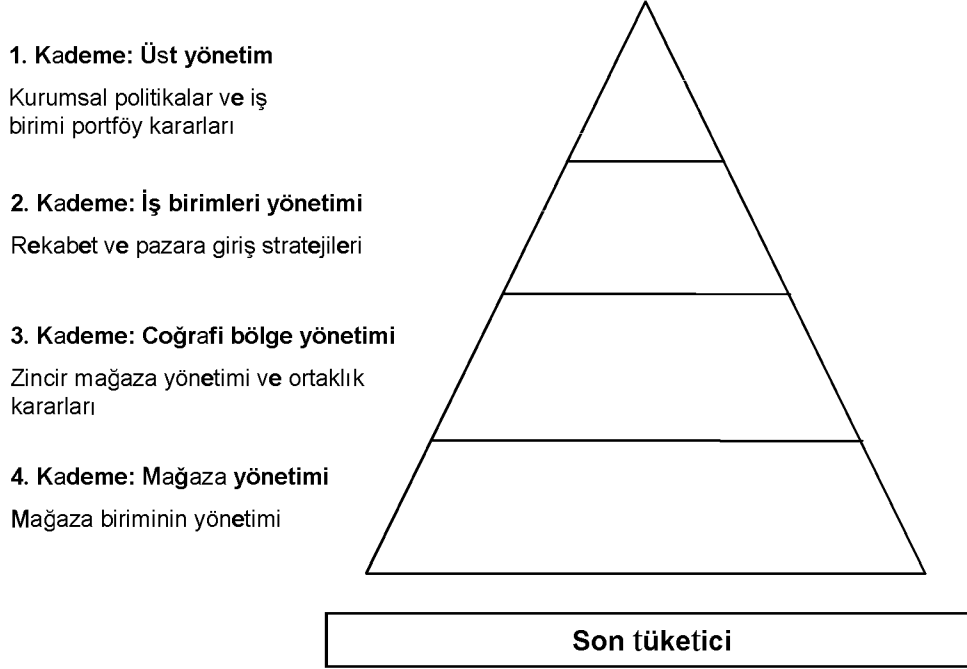 1. Kademe: Üst yönetim
Kurumsal politikalar ve iş
birimi portföy kararları
2. Kademe: İş birimleri yönetimi
Rekabet ve pazara giriş stratejileri
3. Kademe: Coğrafi bölge yönetimi
Zincir mağaza yönetimi ve ortaklık
kararları
4. Kademe: Mağaza yönetimi
Mağaza biriminin yönetimi
Son tüketici